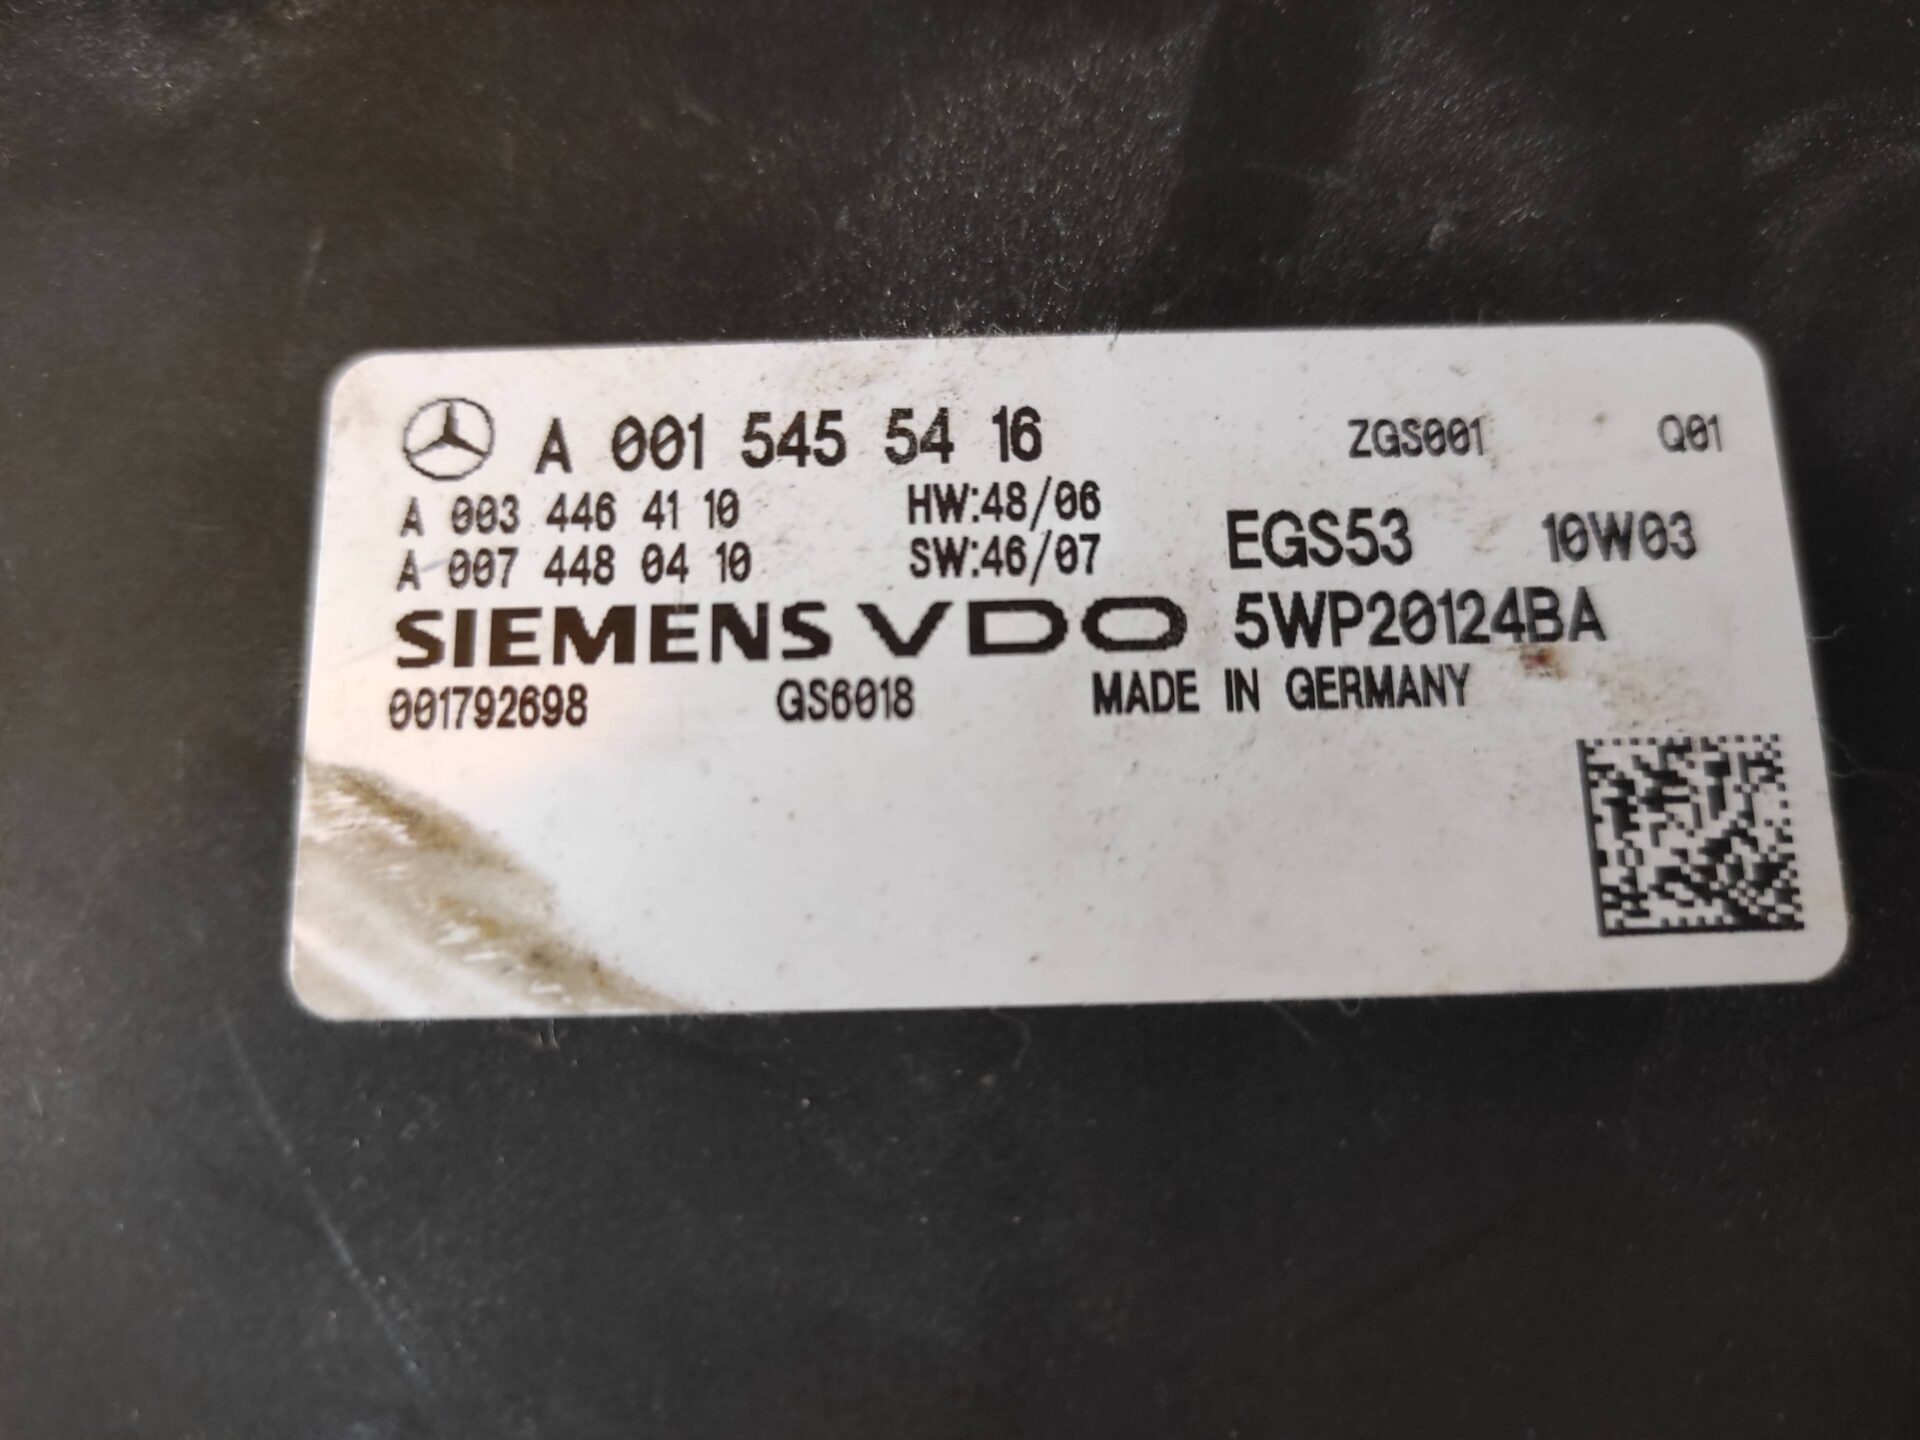 A 001 545 54 16 ZGS001 Q01
A 003 446 41 10 HW:48/06
A 007 448 04 10 SW:46/07 EGS53 10W03
SIEMENS VDO 5WP20124BA
001792698 GS6018 MADE IN GERMANY